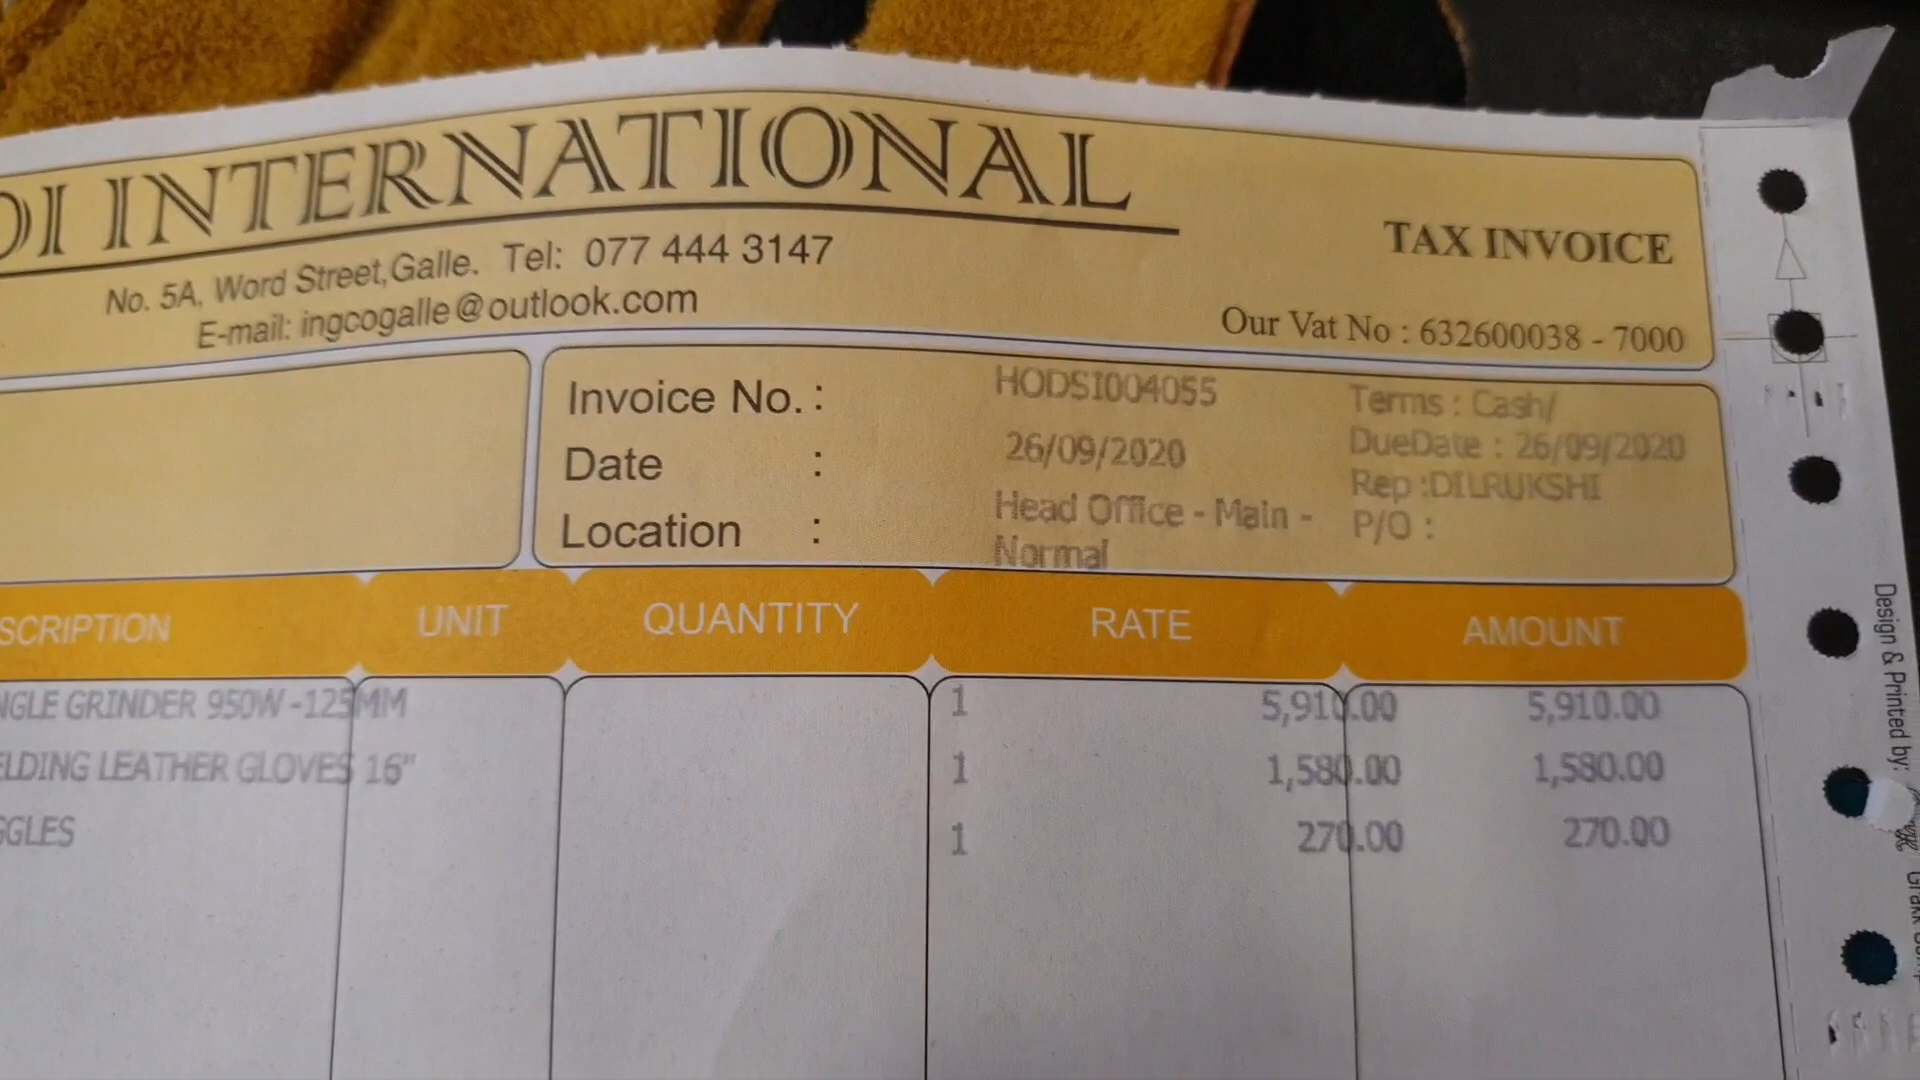 DI INTERNATIONAL
No. 5A, Word Street, Galle. Tel: 077 444 3147
E-mail: ingcogalle@outlook.com
TAX INVOICE
Our Vat No : 632600038 - 7000
Invoice No. : HODSI004055
Date : 26/09/2020
Location : Head Office - Main -
Normal
Terms : Cash/
DueDate : 26/09/2020
Rep :DILRUKSHI
P/O :
SCRIPTION UNIT QUANTITY RATE AMOUNT
NGLE GRINDER 950W -125MM 1 5,910.00 5,910.00
ELDING LEATHER GLOVES 16" 1 1,580.00 1,580.00
GGLES 1 270.00 270.00
Design & Printed by: